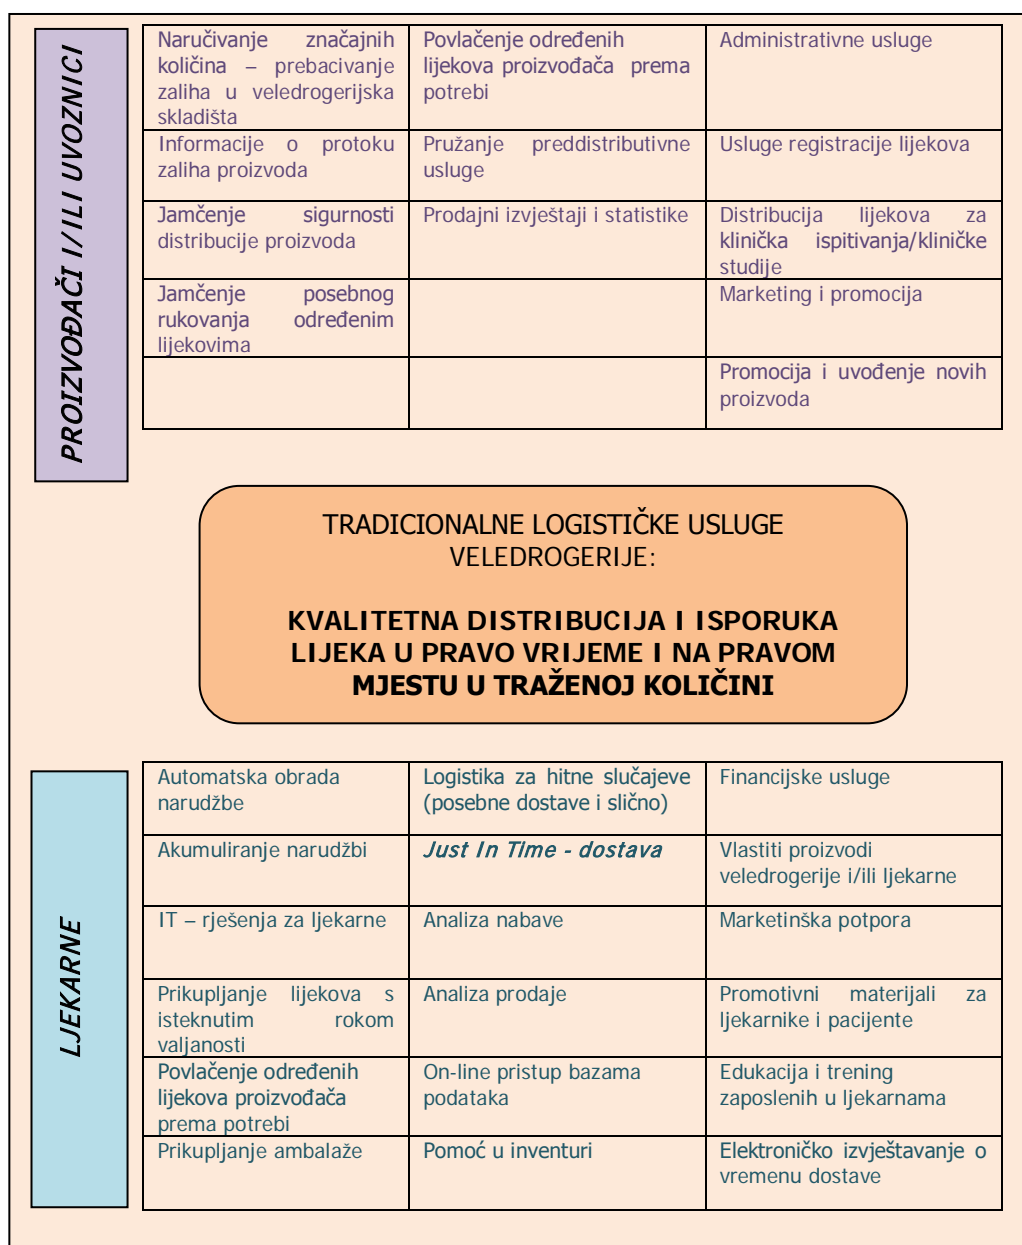 PROIZVOĐAČI I/ILI UVOZNICI
Naručivanje značajnih
količina – prebacivanje
zaliha u veledrogerijska
skladišta
Povlačenje određenih
lijekova proizvođača prema
potrebi
Administrativne usluge
Informacije o protoku
zaliha proizvoda
Pružanje preddistributivne
usluge
Usluge registracije lijekova
Jamčenje sigurnosti
distribucije proizvoda
Prodajni izvještaji i statistike
Distribucija lijekova za
klinička ispitivanja/kliničke
studije
Jamčenje posebnog
rukovanja određenim
lijekovima
Marketing i promocija
Promocija i uvođenje novih
proizvoda
TRADICIONALNE LOGISTIČKE USLUGE
VELEDROGERIJE:
KVALITETNA DISTRIBUCIJA I ISPORUKA
LIJEKA U PRAVO VRIJEME I NA PRAVOM
MJESTU U TRAŽENOJ KOLIČINI
LJEKARNE
Automatska obrada
narudžbe
Logistika za hitne slučajeve
(posebne dostave i slično)
Financijske usluge
Akumuliranje narudžbi
Just In Time - dostava
Vlastiti proizvodi
veledrogerije i/ili ljekarne
IT – rješenja za ljekarne
Analiza nabave
Marketinška potpora
Prikupljanje lijekova s
isteknutim rokom
valjanosti
Analiza prodaje
Promotivni materijali za
ljekarnike i pacijente
Povlačenje određenih
lijekova proizvođača
prema potrebi
On-line pristup bazama
podataka
Edukacija i trening
zaposlenih u ljekarnama
Prikupljanje ambalaže
Pomoć u inventuri
Elektroničko izvještavanje o
vremenu dostave